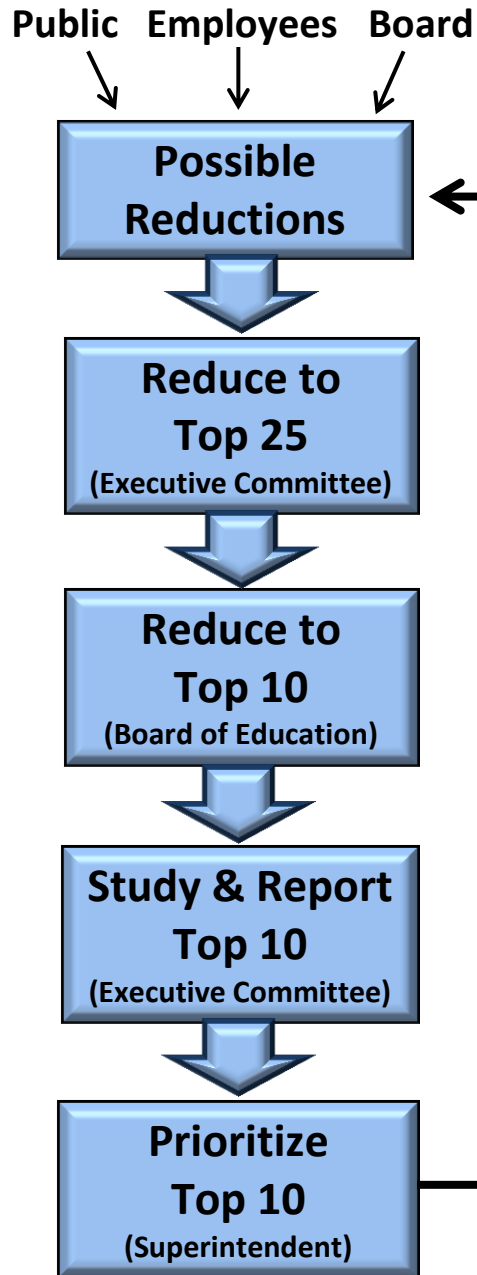 Public Employees Board
Possible
Reductions
Reduce to
Top 25
(Executive Committee)
Reduce to
Top 10
(Board of Education)
Study & Report
Top 10
(Executive Committee)
Prioritize
Top 10
(Superintendent)